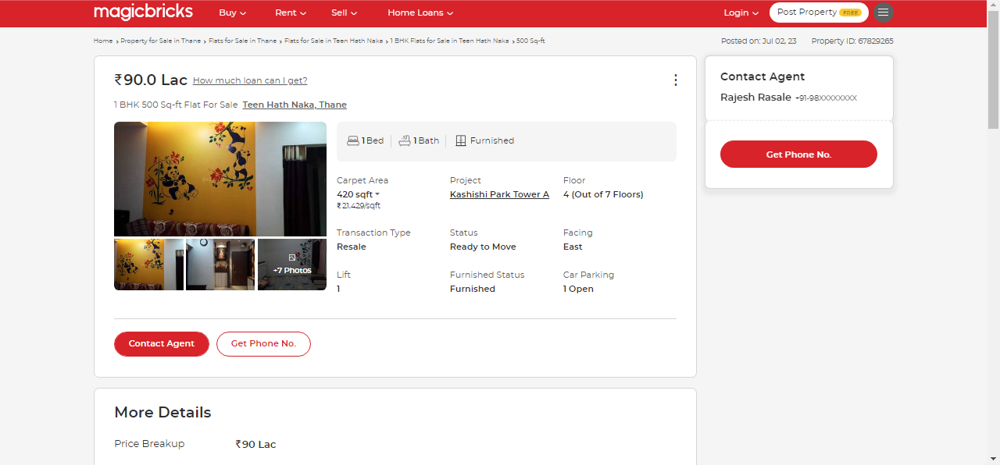 magicbricks
Buy
Rent
Sell
Home Loans
Login
Post Property FREE
Home > Property for Sale in Thane > Flats for Sale in Thane > Flats for Sale in Teen Hath Naka > 1 BHK Flats for Sale in Teen Hath Naka > 500 Sq-ft
Posted on: Jul 02, 23 Property ID: 67829265
₹90.0 Lac How much loan can I get?
1 BHK 500 Sq-ft Flat For Sale Teen Hath Naka, Thane
1 Bed
1 Bath
Furnished
Carpet Area
420 sqft
₹ 21,429/sqft
Project
Kashishi Park Tower A
Floor
4 (Out of 7 Floors)
Transaction Type
Resale
Status
Ready to Move
Facing
East
Lift
1
Furnished Status
Furnished
Car Parking
1 Open
+7 Photos
Contact Agent
Get Phone No.
Contact Agent
Rajesh Rasale +91-98XXXXXXXX
Get Phone No.
More Details
Price Breakup ₹90 Lac